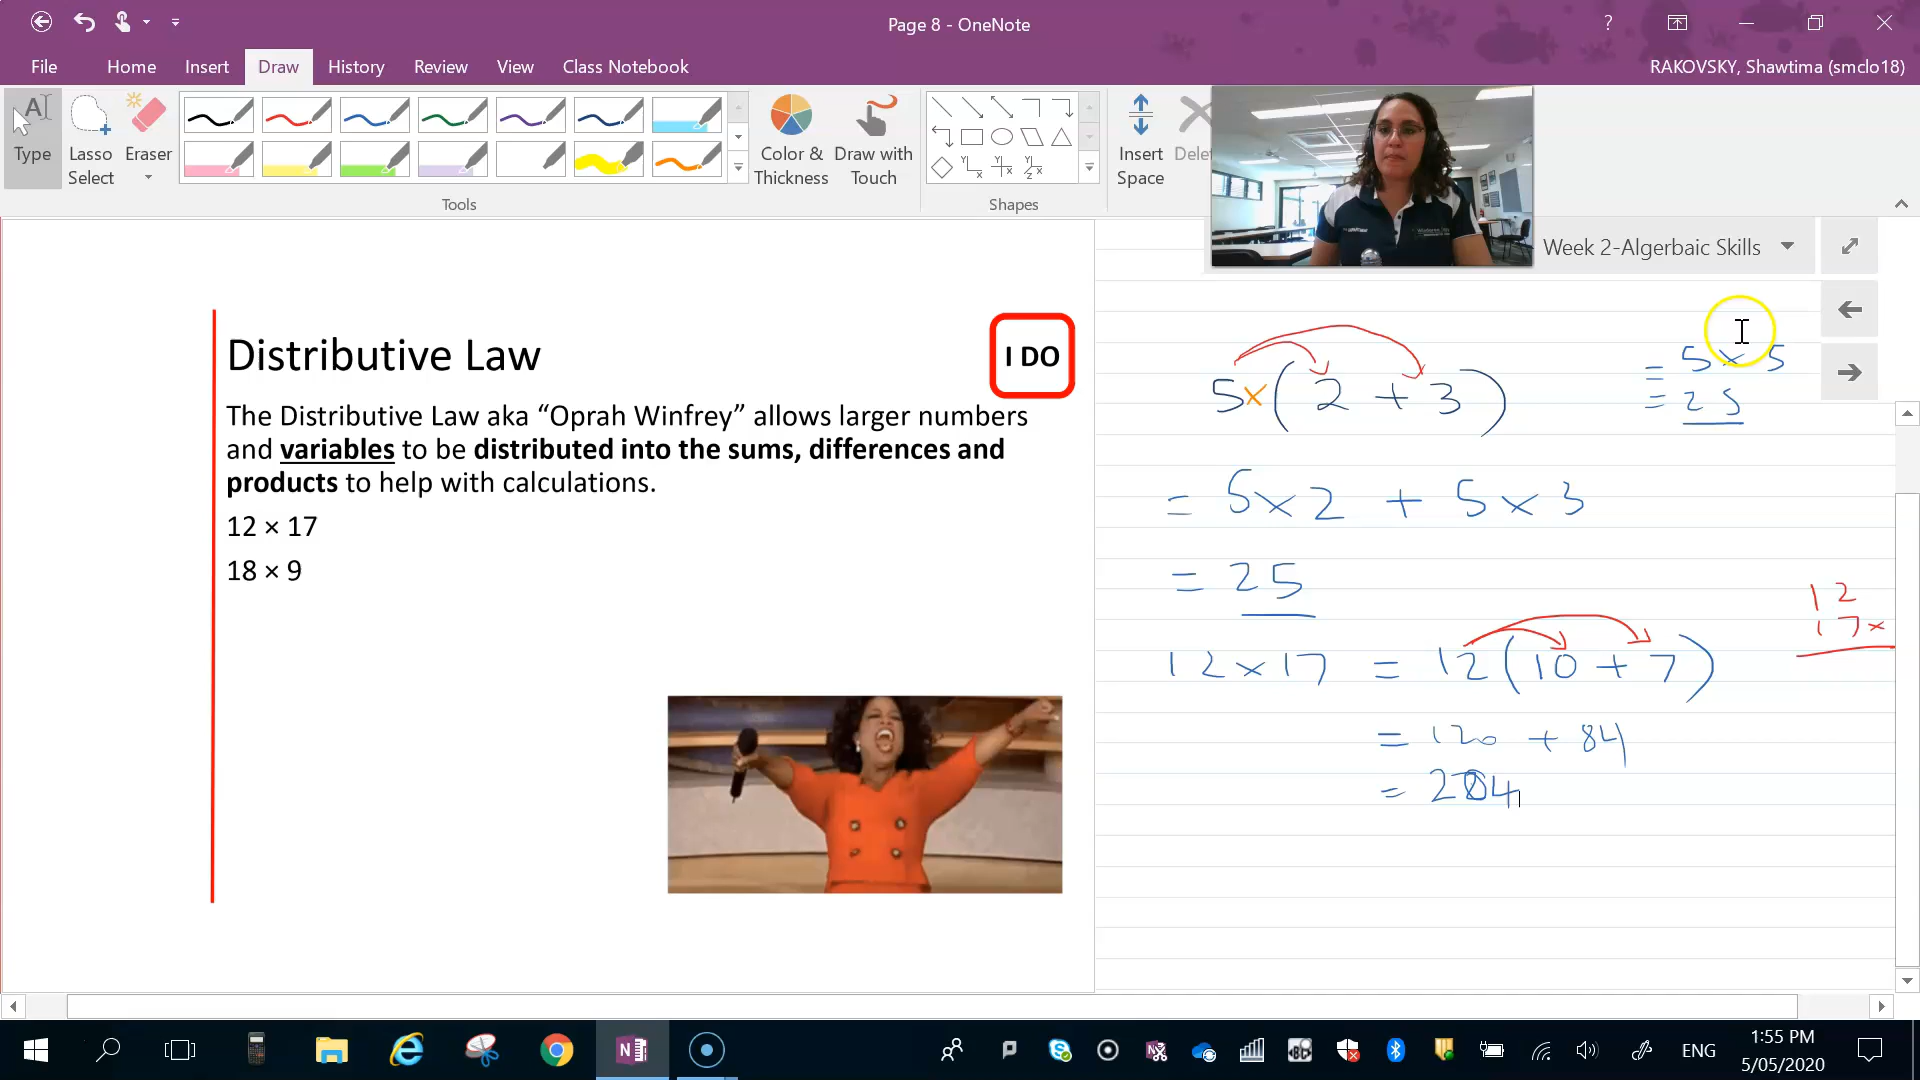 Page 8 - OneNote
?
File Home Insert Draw History Review View Class Notebook
RAKOVSKY, Shawtima (smclo18)
Type
Lasso Select
Eraser
Color & Thickness
Draw with Touch
Insert Space
Dele
Tools
Shapes
Week 2-Algerbaic Skills
Distributive Law
I DO
The Distributive Law aka “Oprah Winfrey” allows larger numbers
and variables to be distributed into the sums, differences and
products to help with calculations.
12 × 17
18 × 9
5×(2 + 3)
= 5 × 5
= 25
= 5×2 + 5×3
= 25
12
17×
12×17 = 12(10 + 7)
= 120 + 84
= 204
ENG
1:55 PM
5/05/2020